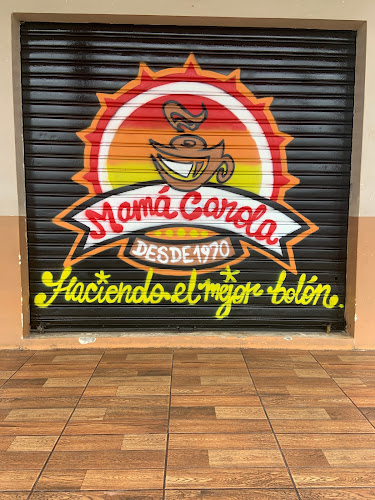 Mamá Carola
DESDE 1970
Haciendo el mejor bolón.